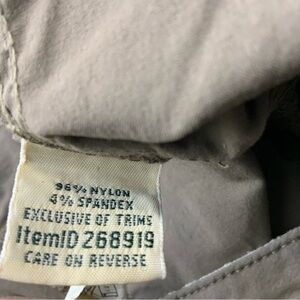 96% NYLON
4% SPANDEX
EXCLUSIVE OF TRIMS
ItemID 268919
CARE ON REVERSE